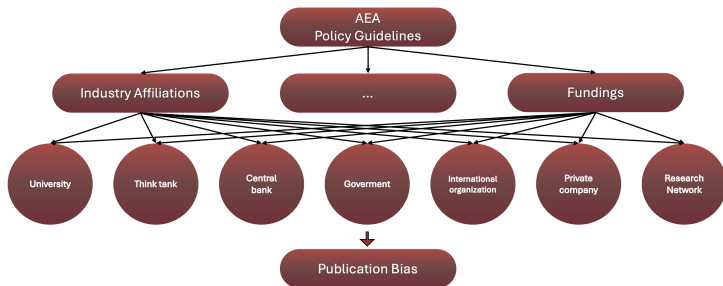 AEA
Policy Guidelines
Industry Affiliations
...
Fundings
University
Think tank
Central
bank
Goverment
International
organization
Private
company
Research
Network
Publication Bias